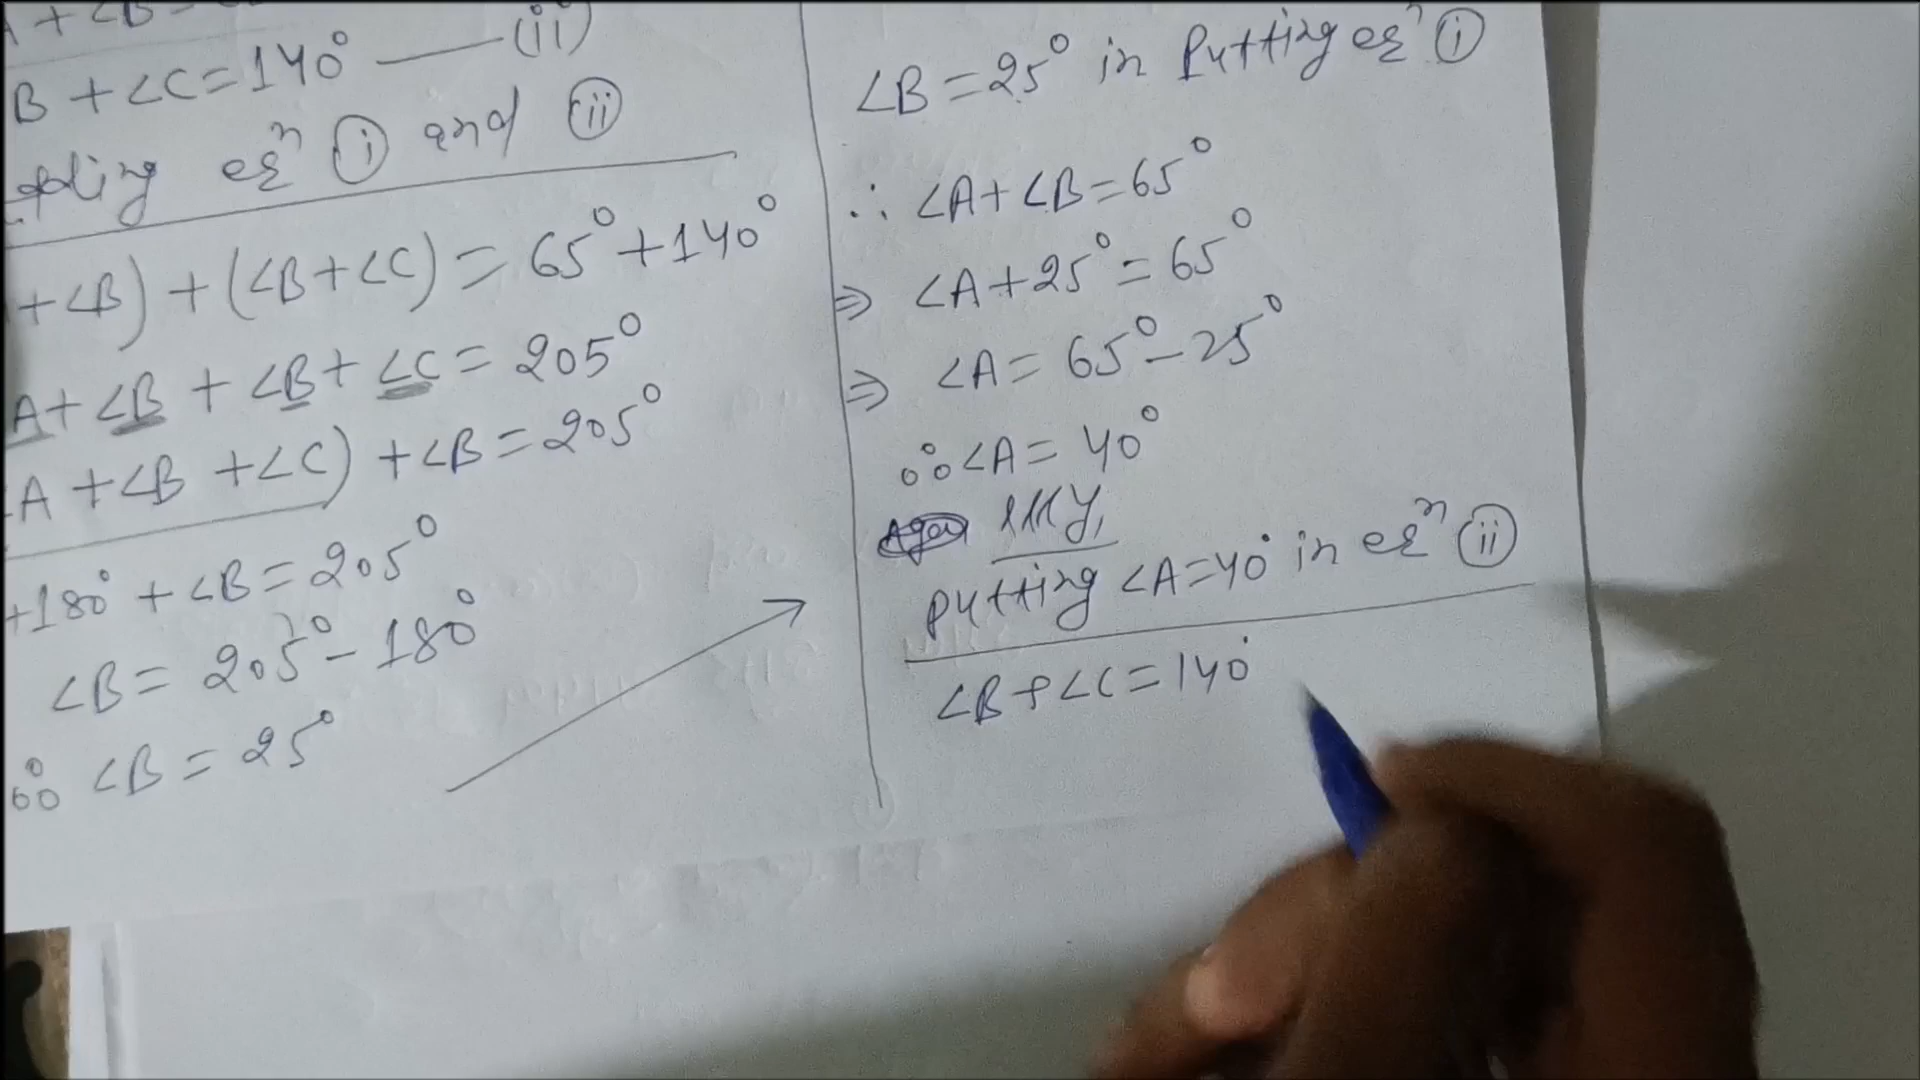 A + ∠B =
B + ∠C = 140° — (ii)
eqⁿ (i) and (ii)
+ ∠B) + (∠B + ∠C) = 65° + 140°
A + ∠B + ∠B + ∠C = 205°
A + ∠B + ∠C) + ∠B = 205°
+180° + ∠B = 205°
∠B = 205° - 180°
∴ ∠B = 25°
∠B = 25° in Putting eqⁿ (i)
∴ ∠A + ∠B = 65°
⇒ ∠A + 25° = 65°
⇒ ∠A = 65° - 25°
∴ ∠A = 40°
llly,
Putting ∠A = 40° in eqⁿ (ii)
∠B + ∠C = 140°